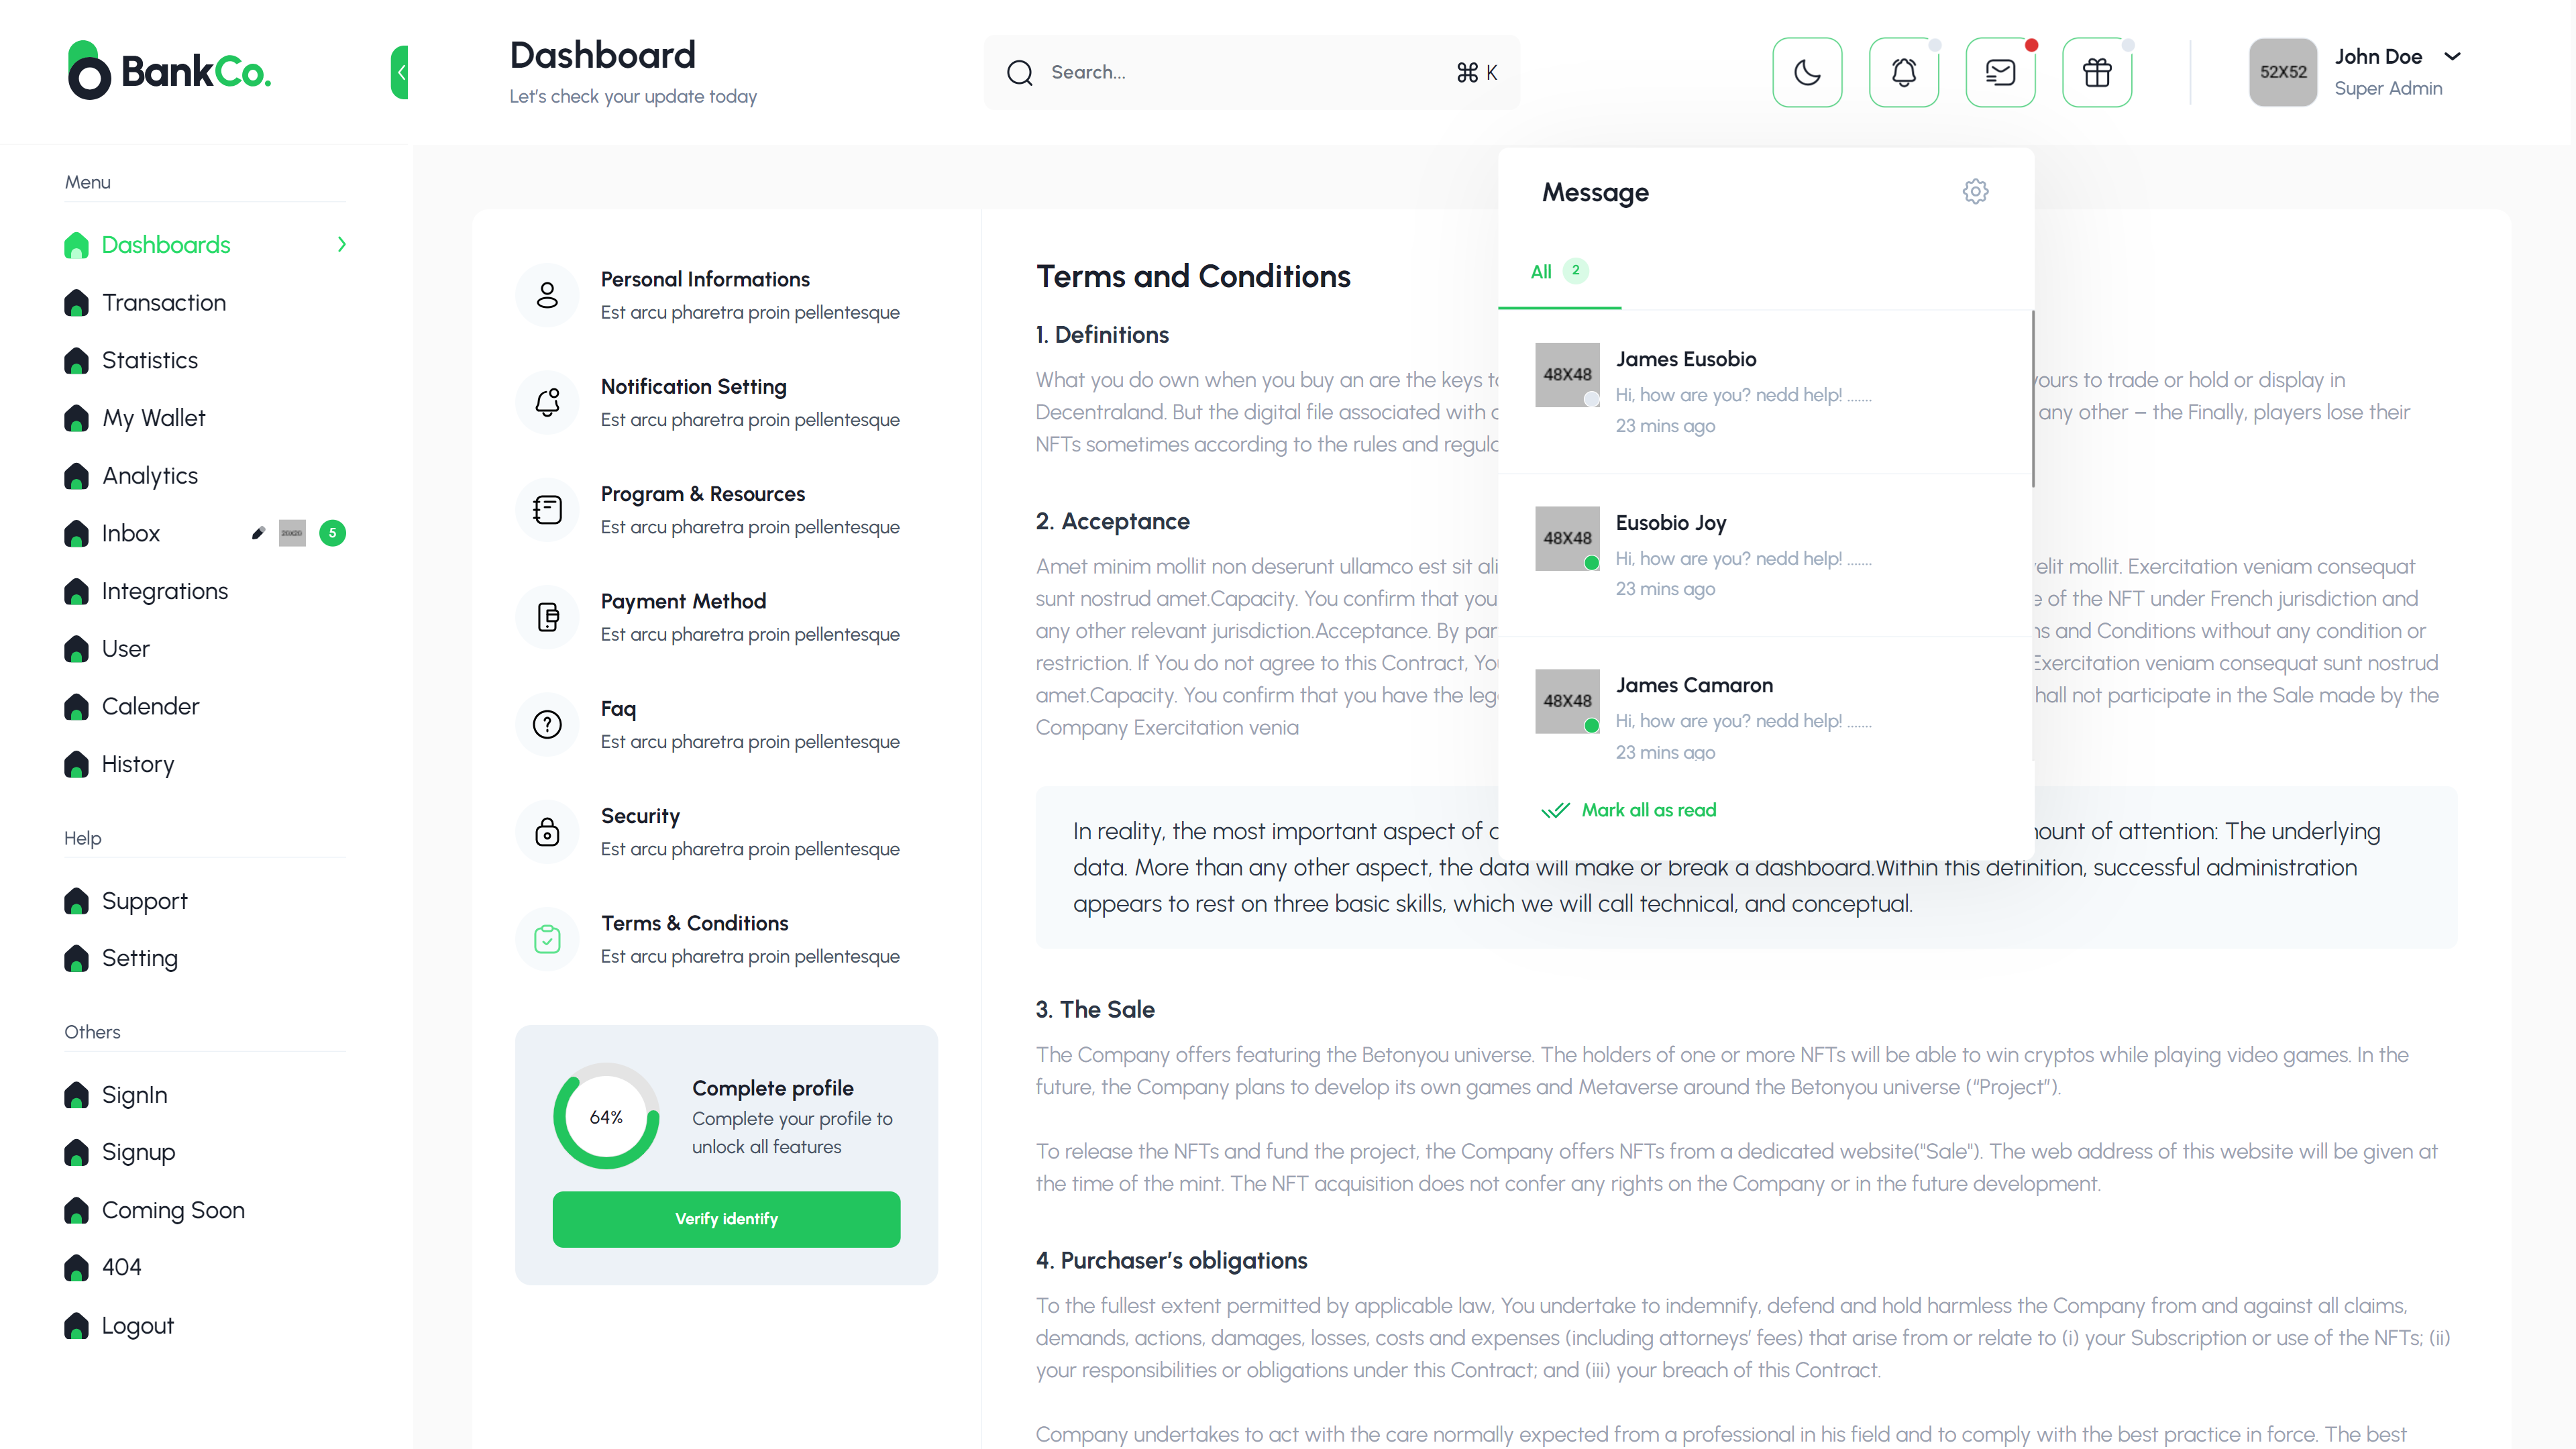 BankCo.
Dashboard
Let's check your update today
Search...
⌘ K
52X52
John Doe
Super Admin
Menu
Dashboards
Transaction
Statistics
My Wallet
Analytics
Inbox
5
Integrations
User
Calender
History
Help
Support
Setting
Others
SignIn
Signup
Coming Soon
404
Logout
Personal Informations
Est arcu pharetra proin pellentesque
Notification Setting
Est arcu pharetra proin pellentesque
Program & Resources
Est arcu pharetra proin pellentesque
Payment Method
Est arcu pharetra proin pellentesque
Faq
Est arcu pharetra proin pellentesque
Security
Est arcu pharetra proin pellentesque
Terms & Conditions
Est arcu pharetra proin pellentesque
64%
Complete profile
Complete your profile to
unlock all features
Verify identify
Terms and Conditions
1. Definitions
What you do own when you buy an are the keys to trade or hold or display in
Decentraland. But the digital file associated with any other – the Finally, players lose their
NFTs sometimes according to the rules and
2. Acceptance
Amet minim mollit non deserunt ullamco est sit mollit. Exercitation veniam consequat
sunt nostrud amet.Capacity. You confirm that you of the NFT under French jurisdiction and
any other relevant jurisdiction.Acceptance. By and Conditions without any condition or
restriction. If You do not agree to this Contract, Exercitation veniam consequat sunt nostrud
amet.Capacity. You confirm that you have the not participate in the Sale made by the
Company Exercitation venia
In reality, the most important aspect of of attention: The underlying
data. More than any other aspect, the data will make or break a dashboard.Within this definition, successful administration
appears to rest on three basic skills, which we will call technical, and conceptual.
3. The Sale
The Company offers featuring the Betonyou universe. The holders of one or more NFTs will be able to win cryptos while playing video games. In the
future, the Company plans to develop its own games and Metaverse around the Betonyou universe ("Project").
To release the NFTs and fund the project, the Company offers NFTs from a dedicated website("Sale"). The web address of this website will be given at
the time of the mint. The NFT acquisition does not confer any rights on the Company or in the future development.
4. Purchaser's obligations
To the fullest extent permitted by applicable law, You undertake to indemnify, defend and hold harmless the Company from and against all claims,
demands, actions, damages, losses, costs and expenses (including attorneys' fees) that arise from or relate to (i) your Subscription or use of the NFTs; (ii)
your responsibilities or obligations under this Contract; and (iii) your breach of this Contract.
Company undertakes to act with the care normally expected from a professional in his field and to comply with the best practice in force. The best
Message
All 2
48X48
James Eusobio
Hi, how are you? nedd help! .......
23 mins ago
48X48
Eusobio Joy
Hi, how are you? nedd help! .......
23 mins ago
48X48
James Camaron
Hi, how are you? nedd help! .......
23 mins ago
Mark all as read